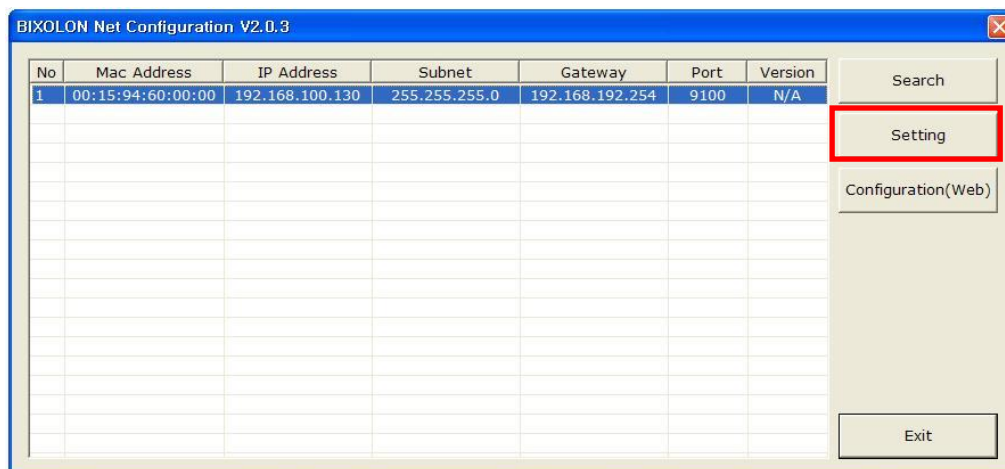 BIXOLON Net Configuration V2.0.3
No Mac Address IP Address Subnet Gateway Port Version
1 00:15:94:60:00:00 192.168.100.130 255.255.255.0 192.168.192.254 9100 N/A
Search
Setting
Configuration(Web)
Exit